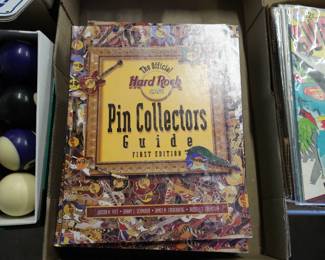 The Official
Hard Rock
CAFE
Pin Collectors
Guide
FIRST EDITION